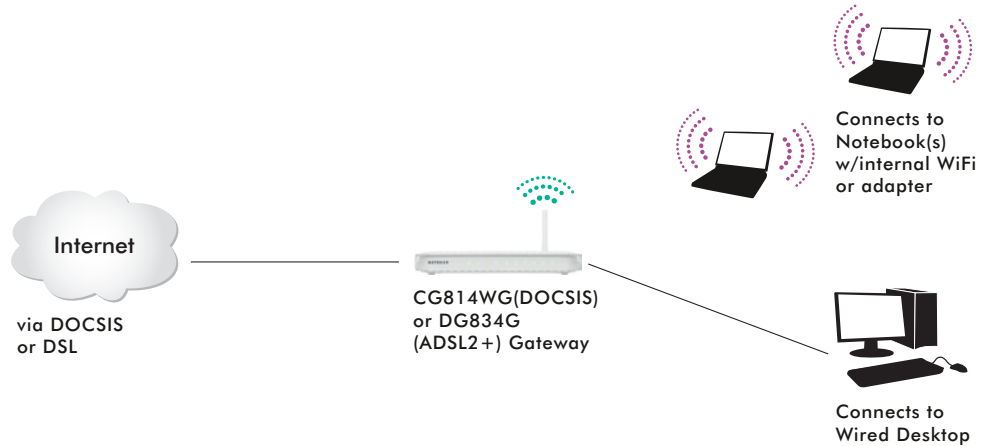 Connects to
Notebook(s)
w/internal WiFi
or adapter
Internet
via DOCSIS
or DSL
NETGEAR
CG814WG(DOCSIS)
or DG834G
(ADSL2+) Gateway
Connects to
Wired Desktop